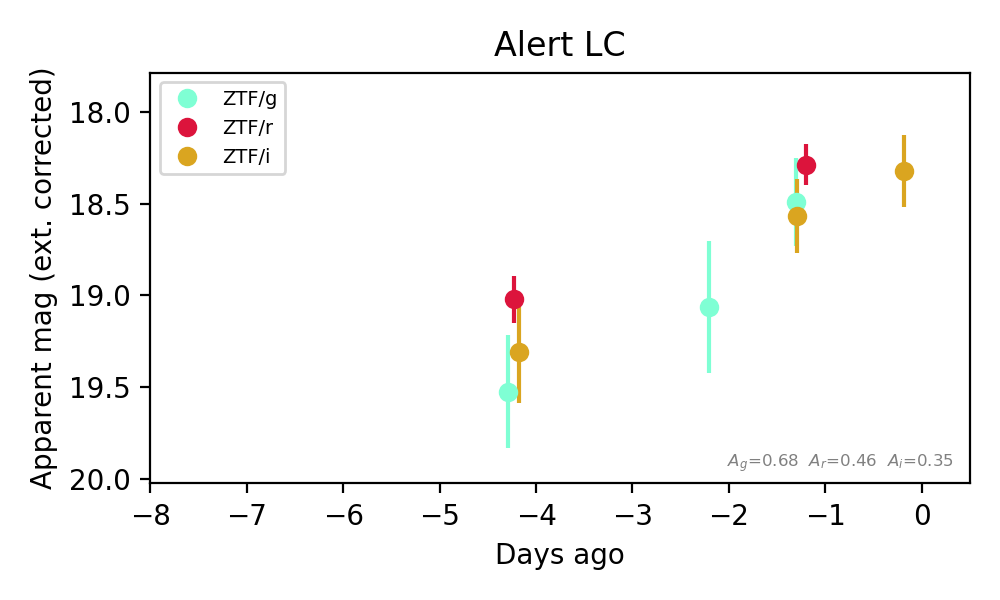 Alert LC
Apparent mag (ext. corrected)
18.0
18.5
19.0
19.5
20.0
ZTF/g
ZTF/r
ZTF/i
A_g=0.68 A_r=0.46 A_i=0.35
−8 −7 −6 −5 −4 −3 −2 −1 0
Days ago